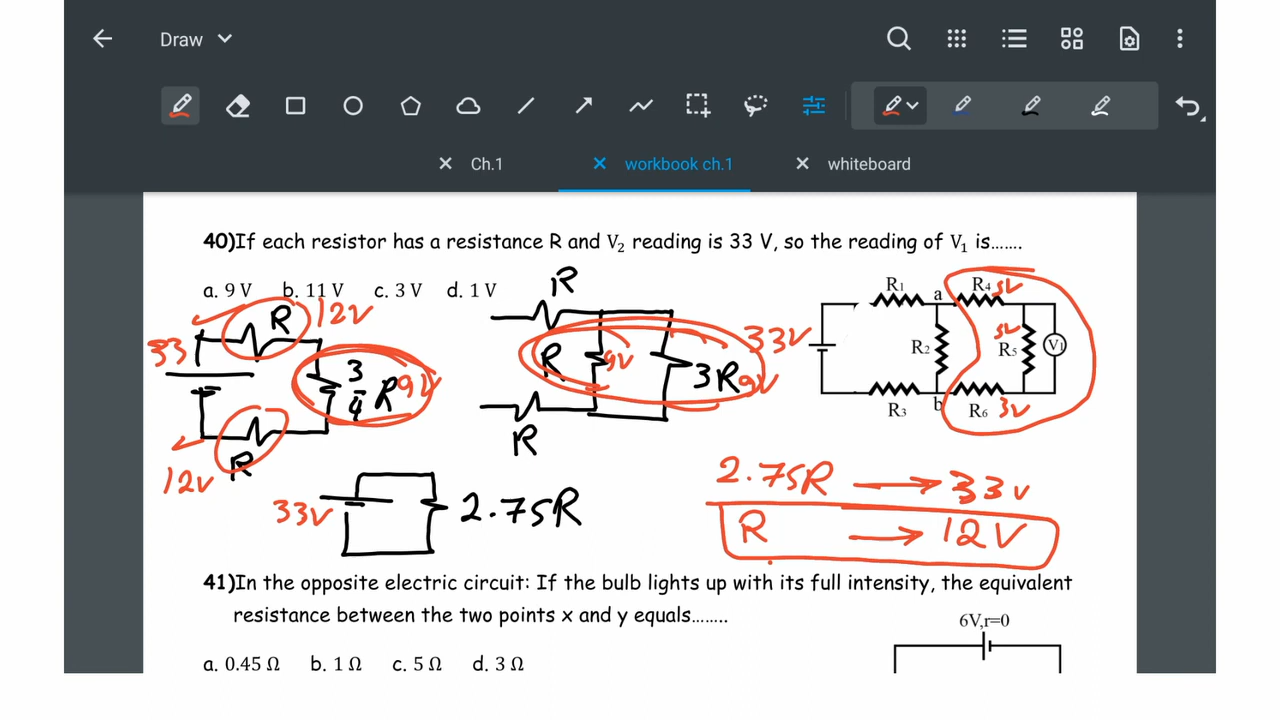 Draw
Ch.1
workbook ch.1
whiteboard
40)If each resistor has a resistance R and V₂ reading is 33 V, so the reading of V₁ is…….
a. 9 V b. 11 V c. 3 V d. 1 V
R
R 12V
33
3/4 R 9V
12V R
R
R 9V
3R 9V
R
33V
R₁ a R₄ 3V
R₂ 3V R₅ V₁
R₃ b R₆ 3V
33V 2.75R
2.75R → 33v
R → 12V
41)In the opposite electric circuit: If the bulb lights up with its full intensity, the equivalent
resistance between the two points x and y equals……..
6V,r=0
a. 0.45 Ω b. 1 Ω c. 5 Ω d. 3 Ω